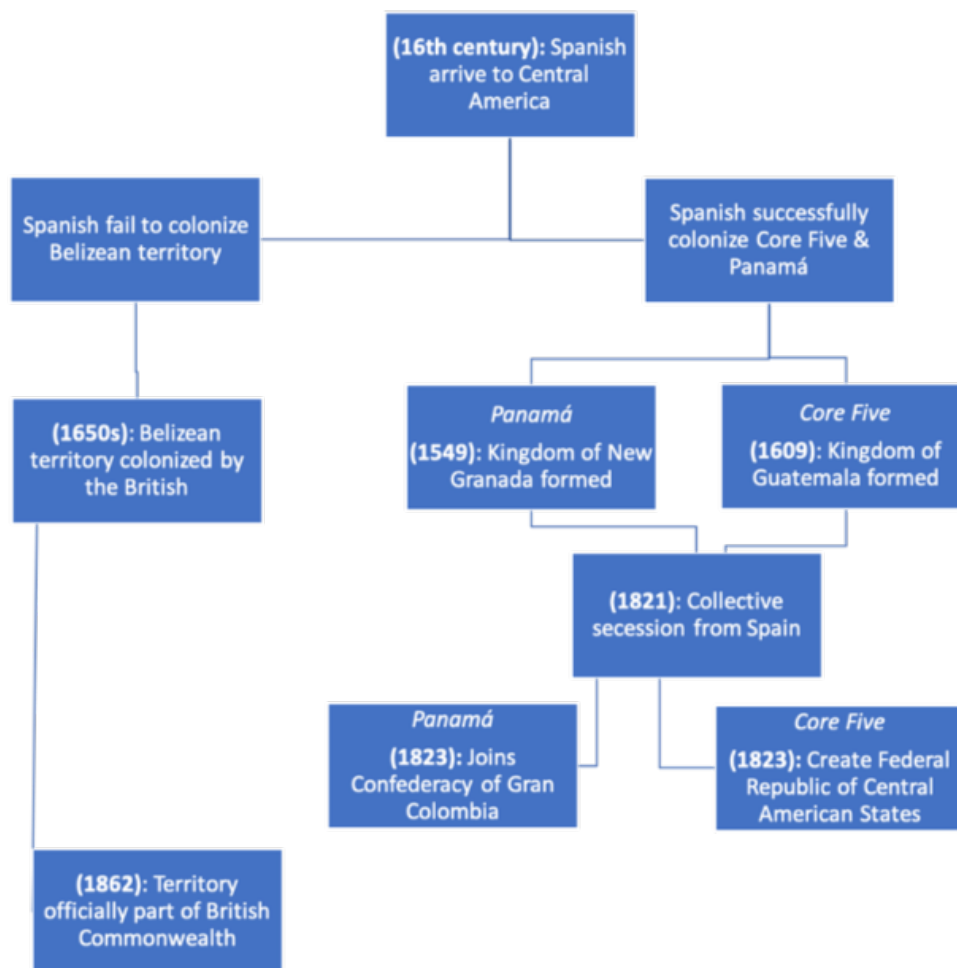 (16th century): Spanish
arrive to Central
America
Spanish fail to colonize
Belizean territory
Spanish successfully
colonize Core Five &
Panamá
(1650s): Belizean
territory colonized by
the British
Panamá
(1549): Kingdom of New
Granada formed
Core Five
(1609): Kingdom of
Guatemala formed
(1821): Collective
secession from Spain
Panamá
(1823): Joins
Confederacy of Gran
Colombia
Core Five
(1823): Create Federal
Republic of Central
American States
(1862): Territory
officially part of British
Commonwealth